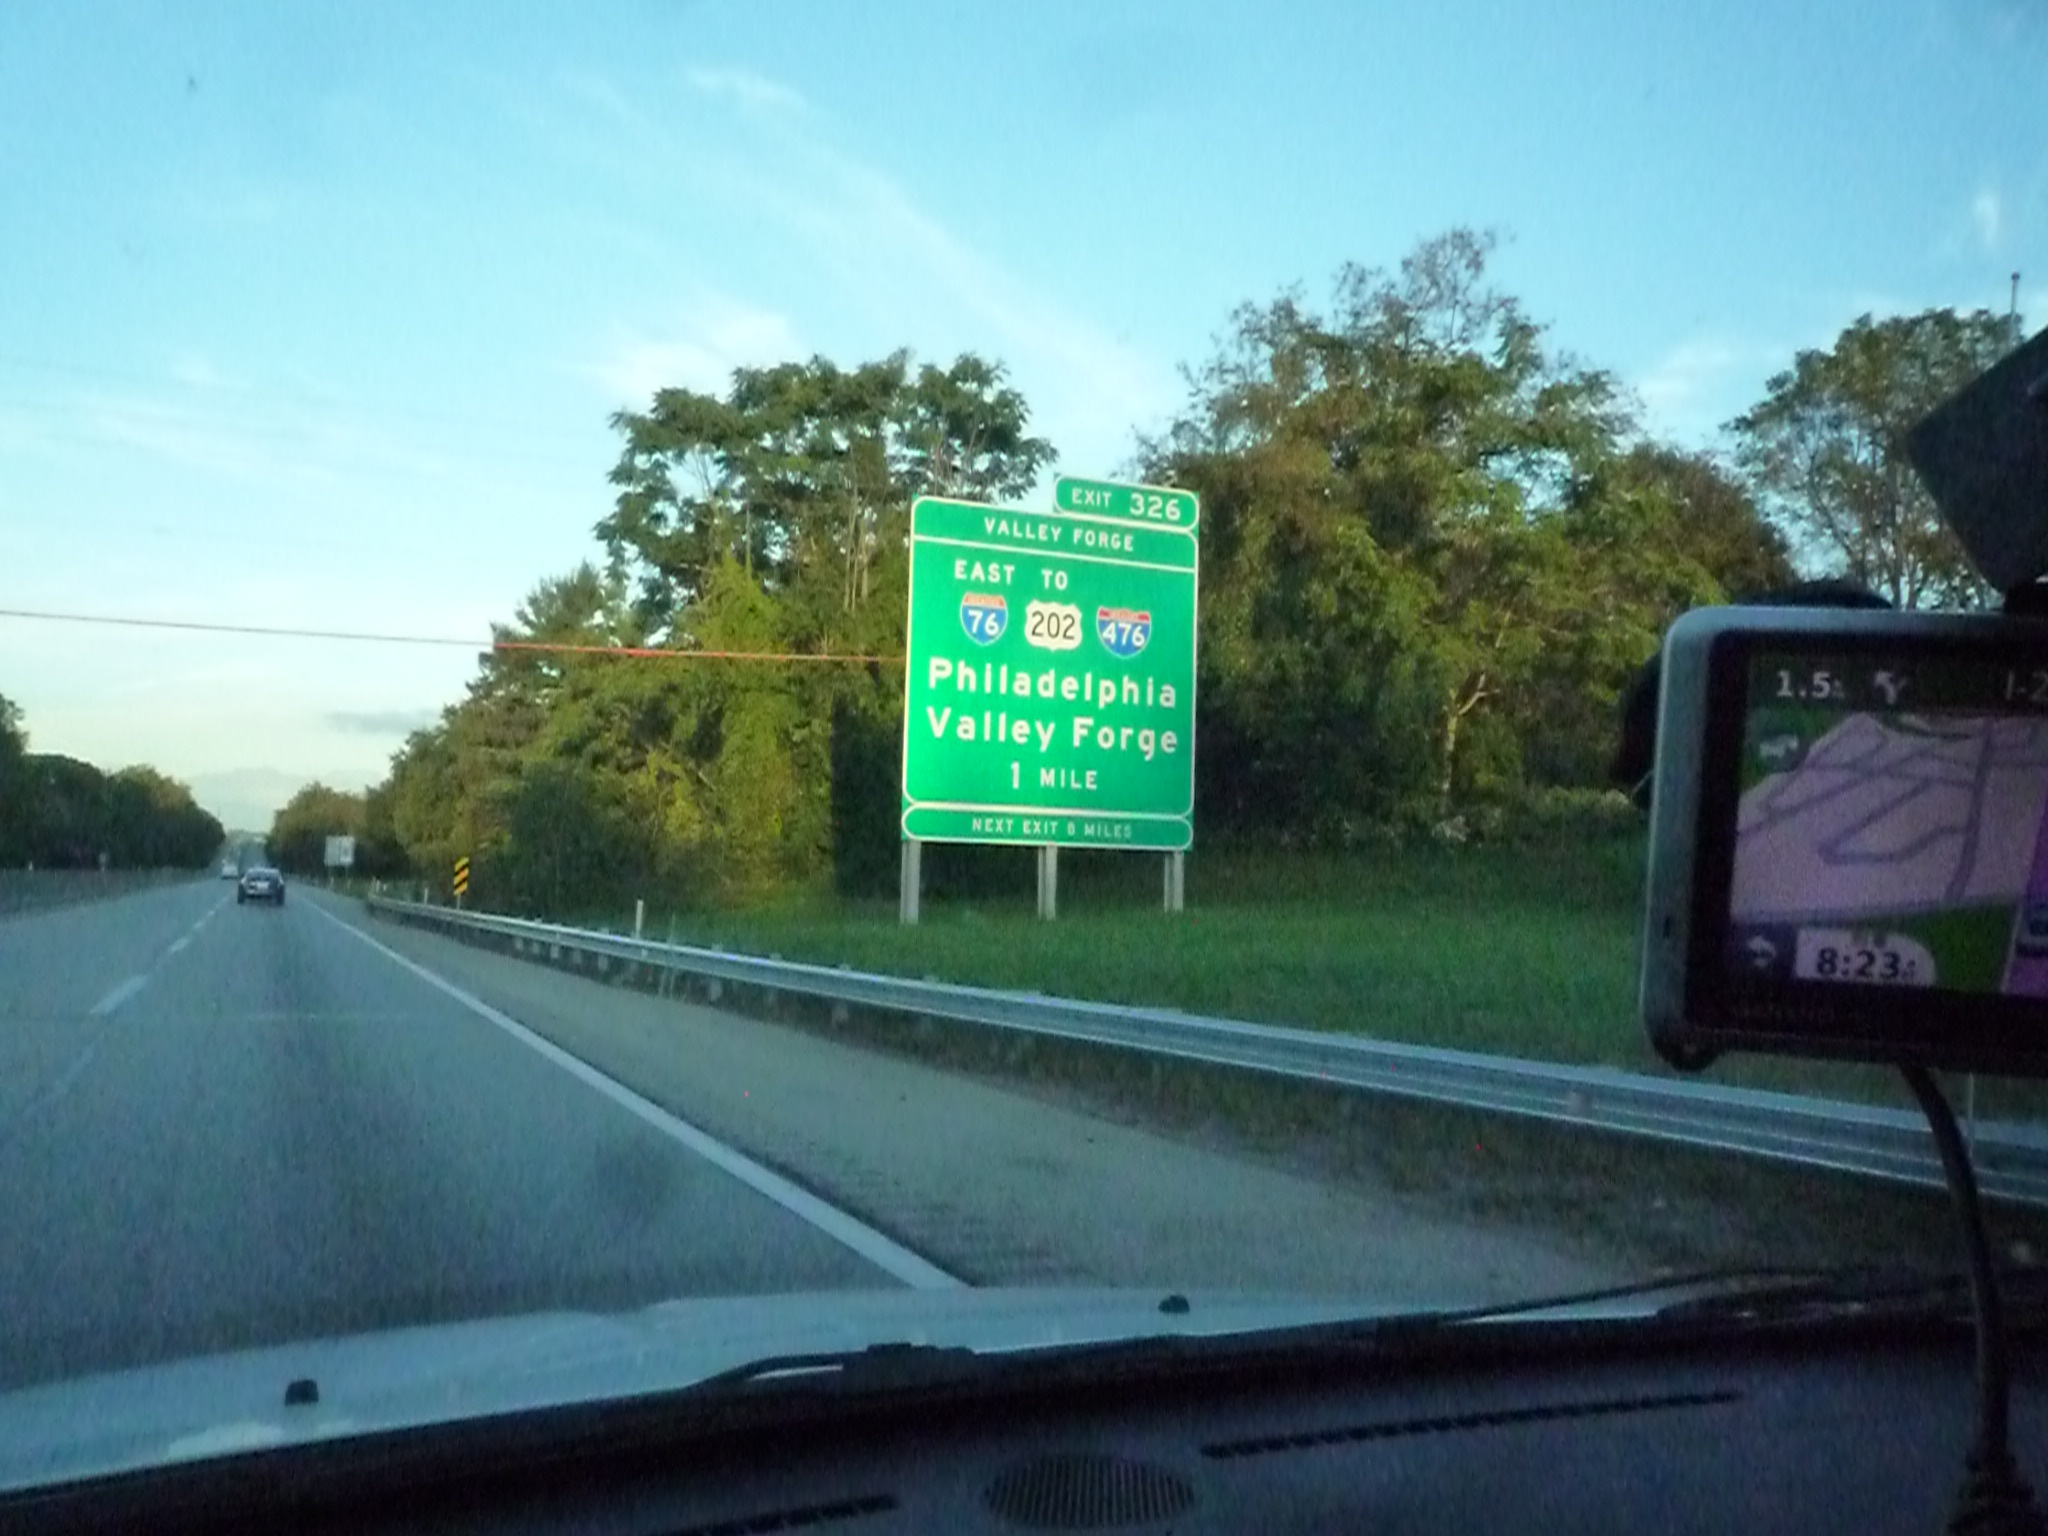 EXIT 326
VALLEY FORGE
EAST TO
76 202 476
Philadelphia
Valley Forge
1 MILE
NEXT EXIT 8 MILES
1.5
8:23